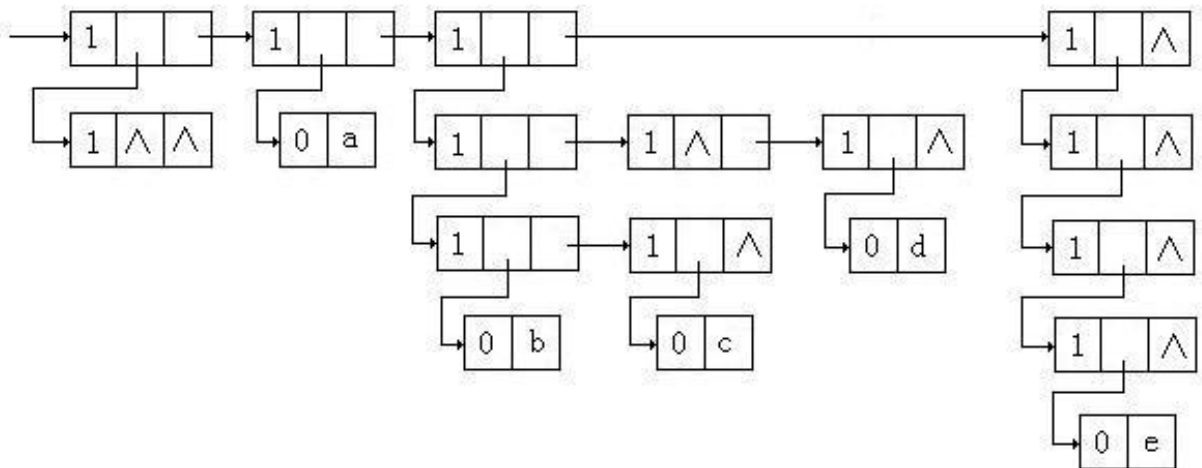 1 1 1 1 ∧
1 ∧ ∧ 0 a 1 1 ∧ 1 ∧ 1 ∧
1 1 ∧ 0 d 1 ∧
0 b 0 c 1 ∧
0 e